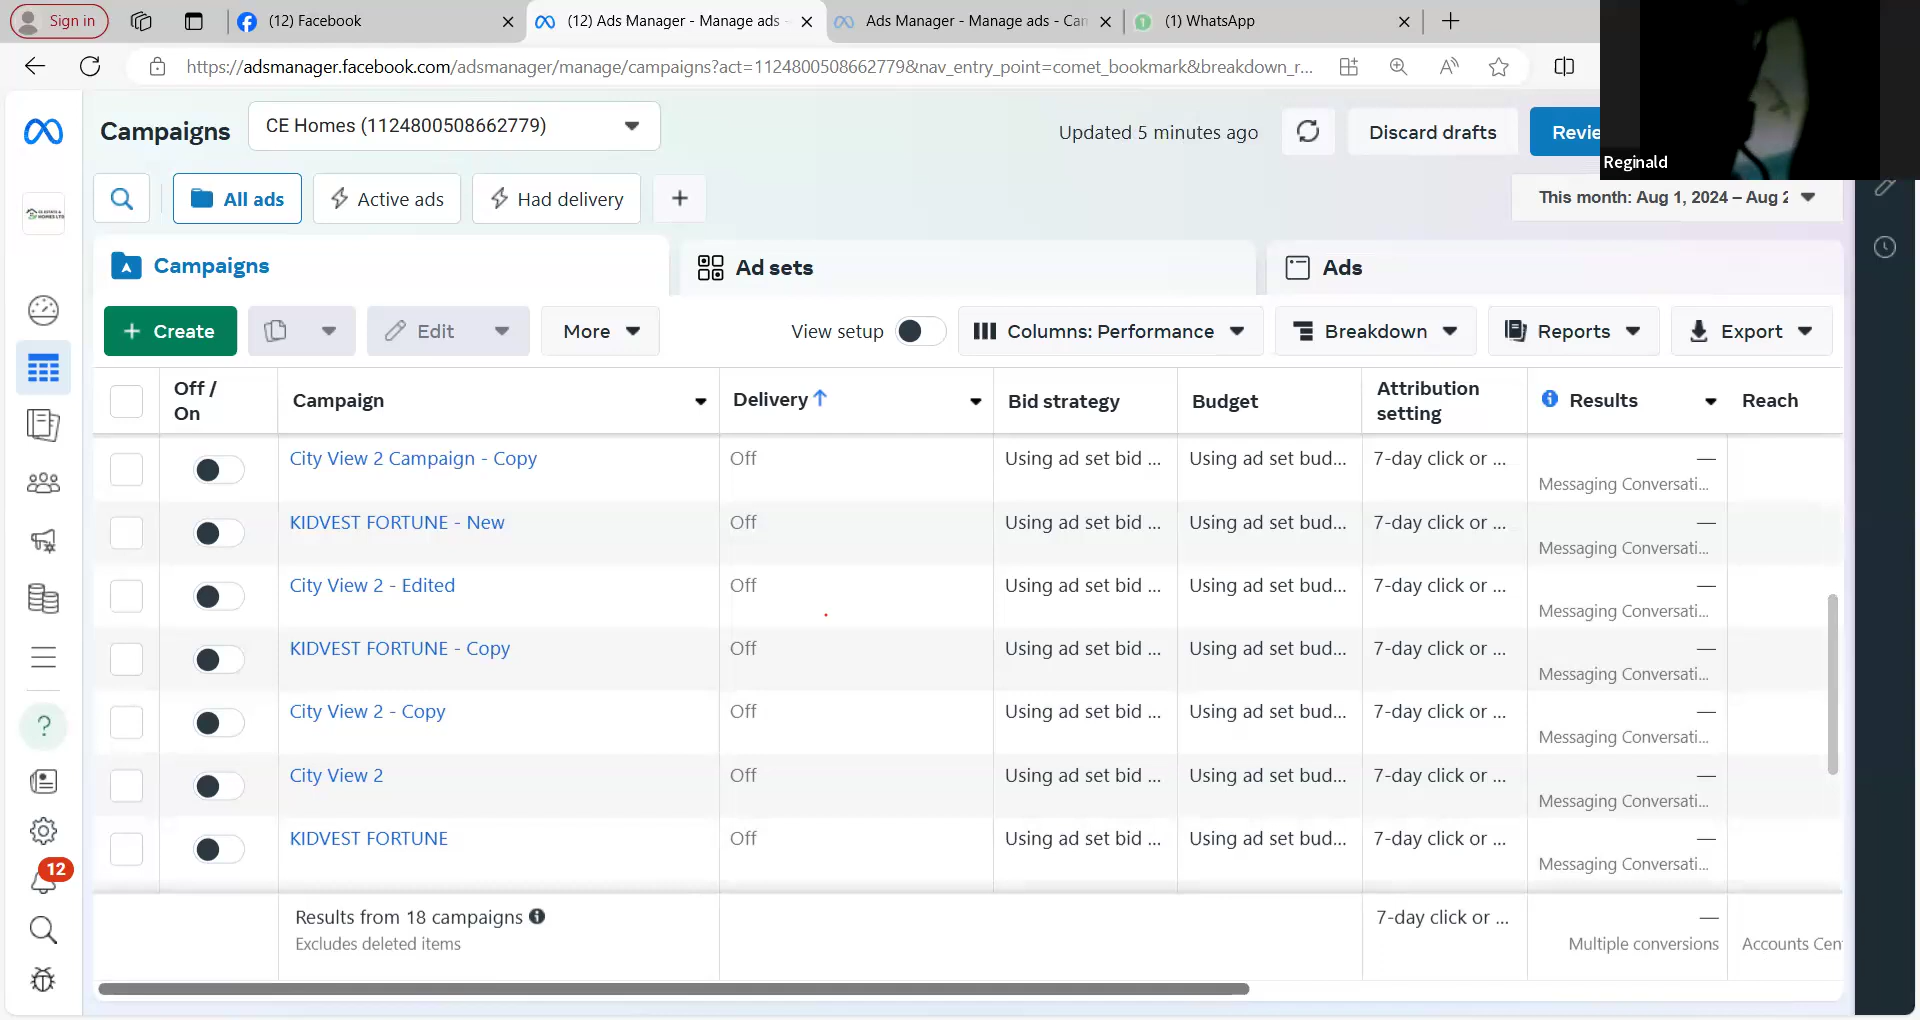 Sign in
(12) Facebook
(12) Ads Manager - Manage ads -
Ads Manager - Manage ads - Can
(1) WhatsApp
https://adsmanager.facebook.com/adsmanager/manage/campaigns?act=1124800508662779&nav_entry_point=comet_bookmark&breakdown_r...
Reginald
Campaigns
CE Homes (1124800508662779)
Updated 5 minutes ago
Discard drafts
Revie
All ads
Active ads
Had delivery
This month: Aug 1, 2024 – Aug 2
Campaigns
Ad sets
Ads
Create
Edit
More
View setup
Columns: Performance
Breakdown
Reports
Export
Off / On
Campaign
Delivery
Bid strategy
Budget
Attribution setting
Results
Reach
City View 2 Campaign - Copy Off Using ad set bid ... Using ad set bud... 7-day click or ... —
Messaging Conversati...
KIDVEST FORTUNE - New Off Using ad set bid ... Using ad set bud... 7-day click or ... —
Messaging Conversati...
City View 2 - Edited Off Using ad set bid ... Using ad set bud... 7-day click or ... —
Messaging Conversati...
KIDVEST FORTUNE - Copy Off Using ad set bid ... Using ad set bud... 7-day click or ... —
Messaging Conversati...
City View 2 - Copy Off Using ad set bid ... Using ad set bud... 7-day click or ... —
Messaging Conversati...
City View 2 Off Using ad set bid ... Using ad set bud... 7-day click or ... —
Messaging Conversati...
KIDVEST FORTUNE Off Using ad set bid ... Using ad set bud... 7-day click or ... —
Messaging Conversati...
12
Results from 18 campaigns 7-day click or ... —
Excludes deleted items Multiple conversions Accounts Cen